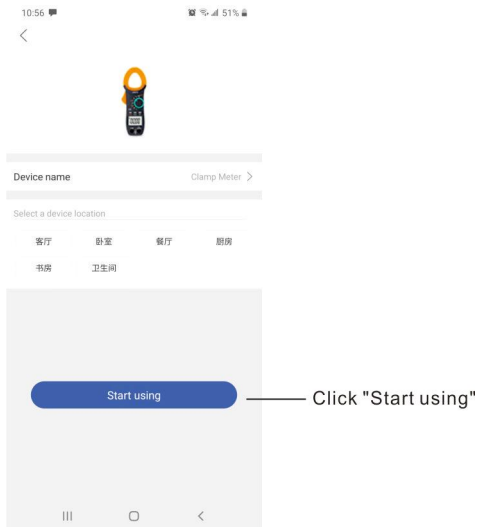 10:56 51%
Device name Clamp Meter
Select a device location
客厅 卧室 餐厅 厨房
书房 卫生间
Start using
Click "Start using"